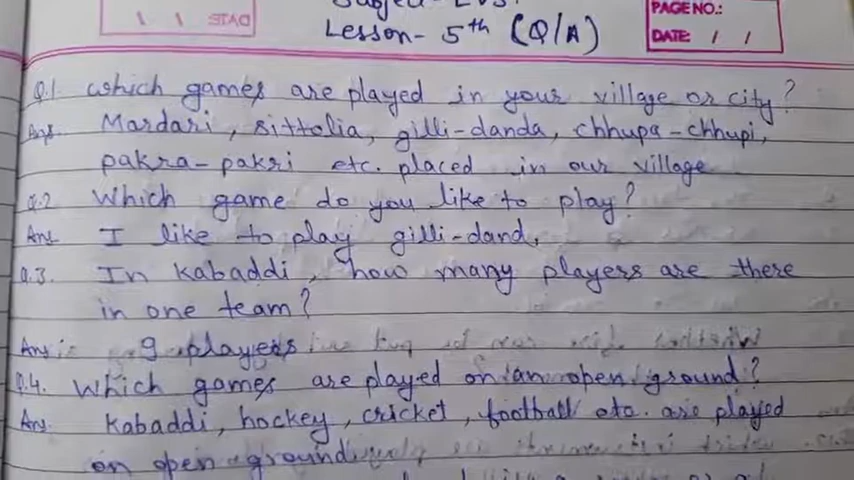 DATE / /
Lesson- 5th (Q/A)
PAGE NO.:
DATE: / /
Q.1 Which games are played in your village or city?
Ans. Mardari, sittolia, gilli-danda, chhupa-chhupi,
pakra-pakri etc. placed in our village
Q.2 Which game do you like to play?
Ans. I like to play gilli-dand.
Q.3. In kabaddi, how many players are there
in one team?
Ans 9 players
Q.4. Which games are played on an open ground?
Ans. Kabaddi, hockey, cricket, football etc. are played
on open ground